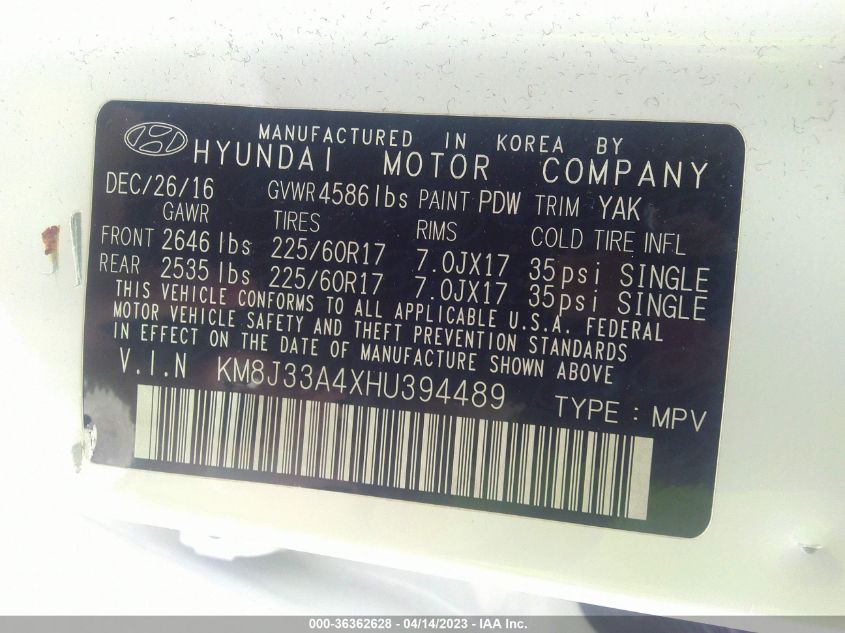 MANUFACTURED IN KOREA BY
HYUNDAI MOTOR COMPANY
DEC/26/16 GVWR 4586 lbs PAINT PDW TRIM YAK
GAWR TIRES RIMS COLD TIRE INFL
FRONT 2646 lbs 225/60R17 7.0JX17 35psi SINGLE
REAR 2535 lbs 225/60R17 7.0JX17 35psi SINGLE
THIS VEHICLE CONFORMS TO ALL APPLICABLE U.S.A. FEDERAL
MOTOR VEHICLE SAFETY AND THEFT PREVENTION STANDARDS
IN EFFECT ON THE DATE OF MANUFACTURE SHOWN ABOVE
V.I.N KM8J33A4XHU394489 TYPE : MPV
000-36362628 - 04/14/2023 - IAA Inc.